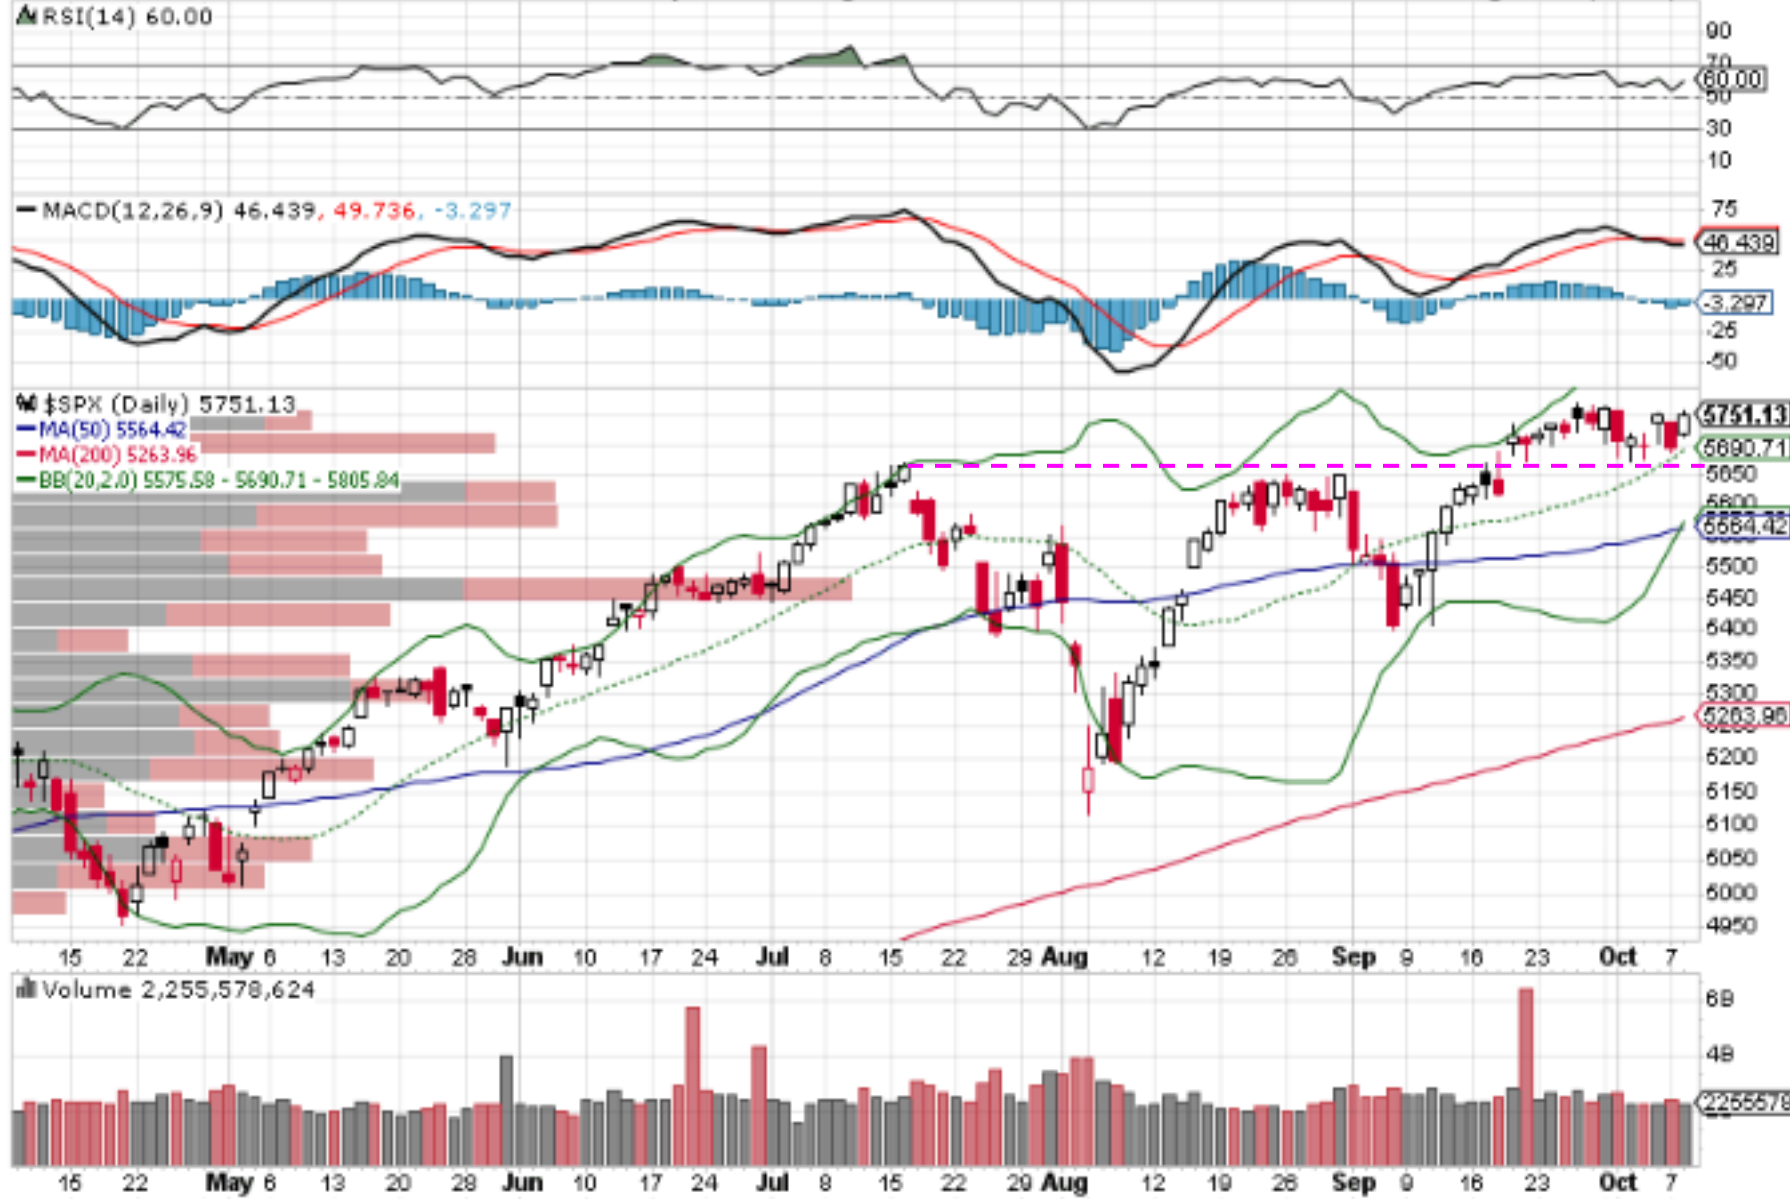 RSI(14) 60.00
90
70
60.00
50
30
10
MACD(12,26,9) 46.439, 49.736, -3.297
75
46.439
25
-3.297
-25
-50
$SPX (Daily) 5751.13
MA(50) 5564.42
MA(200) 5263.96
BB(20,2.0) 5575.58 - 5690.71 - 5805.84
5751.13
5690.71
5650
5600
5564.42
5500
5450
5400
5350
5300
5263.96
5200
5150
5100
5050
5000
4950
15 22 May 6 13 20 28 Jun 10 17 24 Jul 8 15 22 29 Aug 12 19 26 Sep 9 16 23 Oct 7
Volume 2,255,578,624
6B
4B
2255578
15 22 May 6 13 20 28 Jun 10 17 24 Jul 8 15 22 29 Aug 12 19 26 Sep 9 16 23 Oct 7